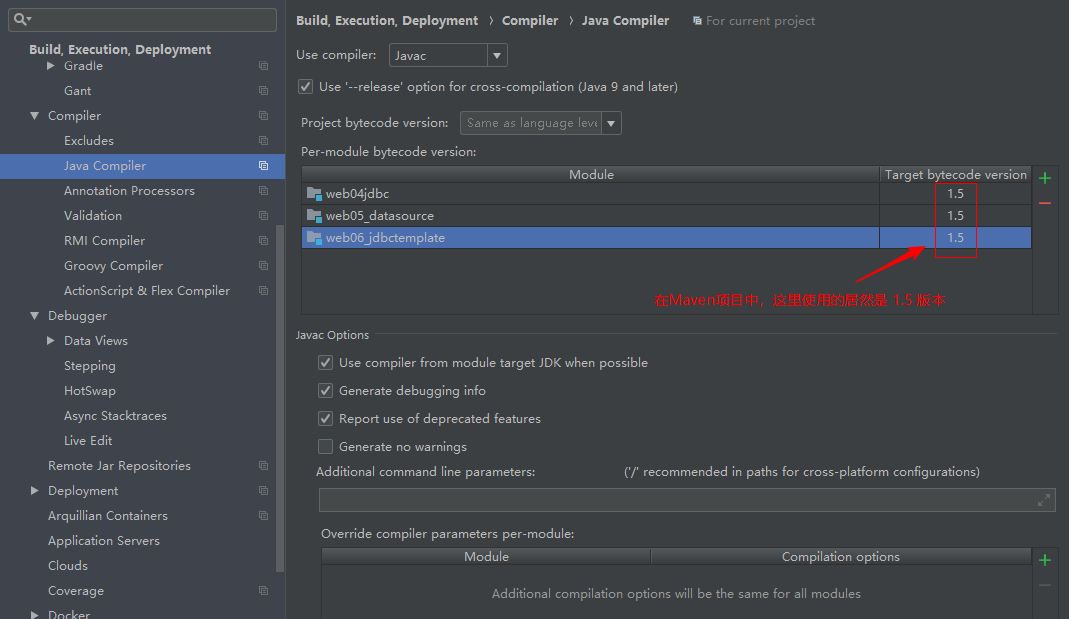 Build, Execution, Deployment
Gradle
Gant
Compiler
Excludes
Java Compiler
Annotation Processors
Validation
RMI Compiler
Groovy Compiler
ActionScript & Flex Compiler
Debugger
Data Views
Stepping
HotSwap
Async Stacktraces
Live Edit
Remote Jar Repositories
Deployment
Arquillian Containers
Application Servers
Clouds
Coverage
Docker
Build, Execution, Deployment › Compiler › Java Compiler For current project
Use compiler: Javac
Use '--release' option for cross-compilation (Java 9 and later)
Project bytecode version: Same as language leve
Per-module bytecode version:
Module Target bytecode version
web04jdbc 1.5
web05_datasource 1.5
web06_jdbctemplate 1.5
在Maven项目中，这里使用的居然是 1.5 版本
Javac Options
Use compiler from module target JDK when possible
Generate debugging info
Report use of deprecated features
Generate no warnings
Additional command line parameters: ('/' recommended in paths for cross-platform configurations)
Override compiler parameters per-module:
Module Compilation options
Additional compilation options will be the same for all modules